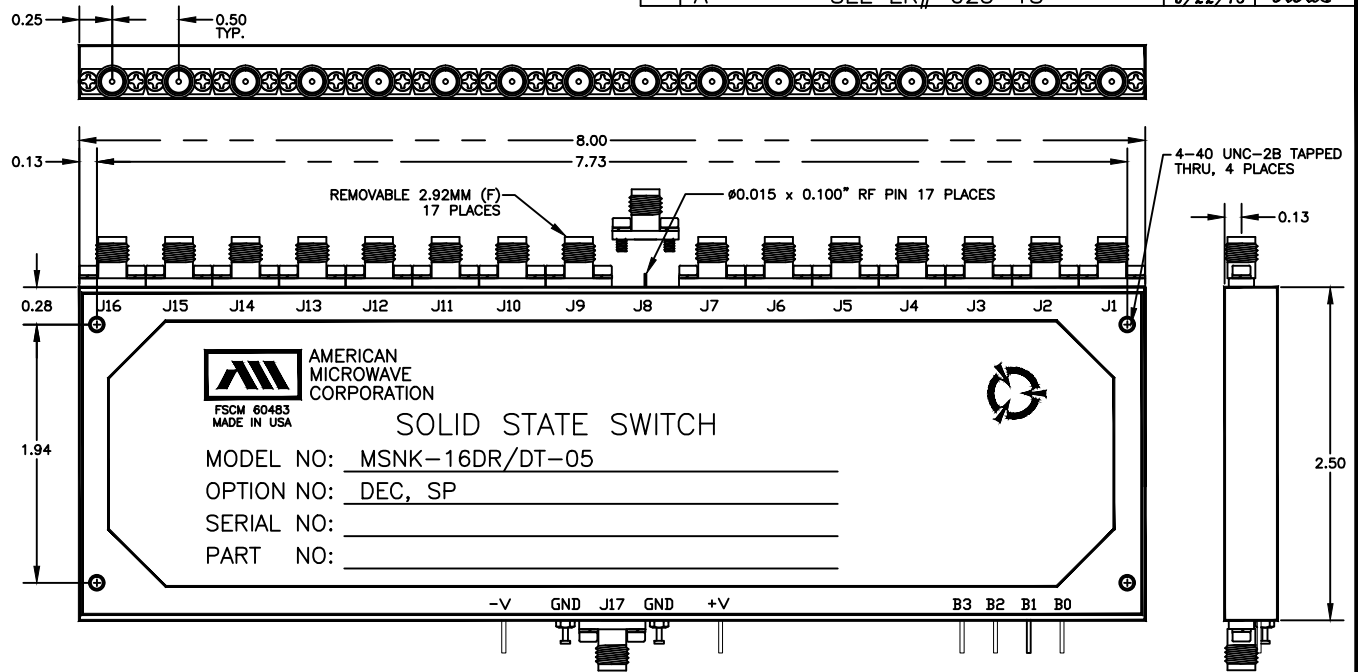 A SEE ER#
0.25
0.50
TYP.
8.00
0.13
7.73
4-40 UNC-2B TAPPED
THRU, 4 PLACES
REMOVABLE 2.92MM (F)
17 PLACES
ø0.015 x 0.100" RF PIN 17 PLACES
0.13
0.28
J16 J15 J14 J13 J12 J11 J10 J9 J8 J7 J6 J5 J4 J3 J2 J1
AMERICAN
MICROWAVE
CORPORATION
FSCM 60483
MADE IN USA
SOLID STATE SWITCH
1.94
2.50
MODEL NO: MSNK-16DR/DT-05
OPTION NO: DEC, SP
SERIAL NO:
PART NO:
-V GND J17 GND +V B3 B2 B1 B0